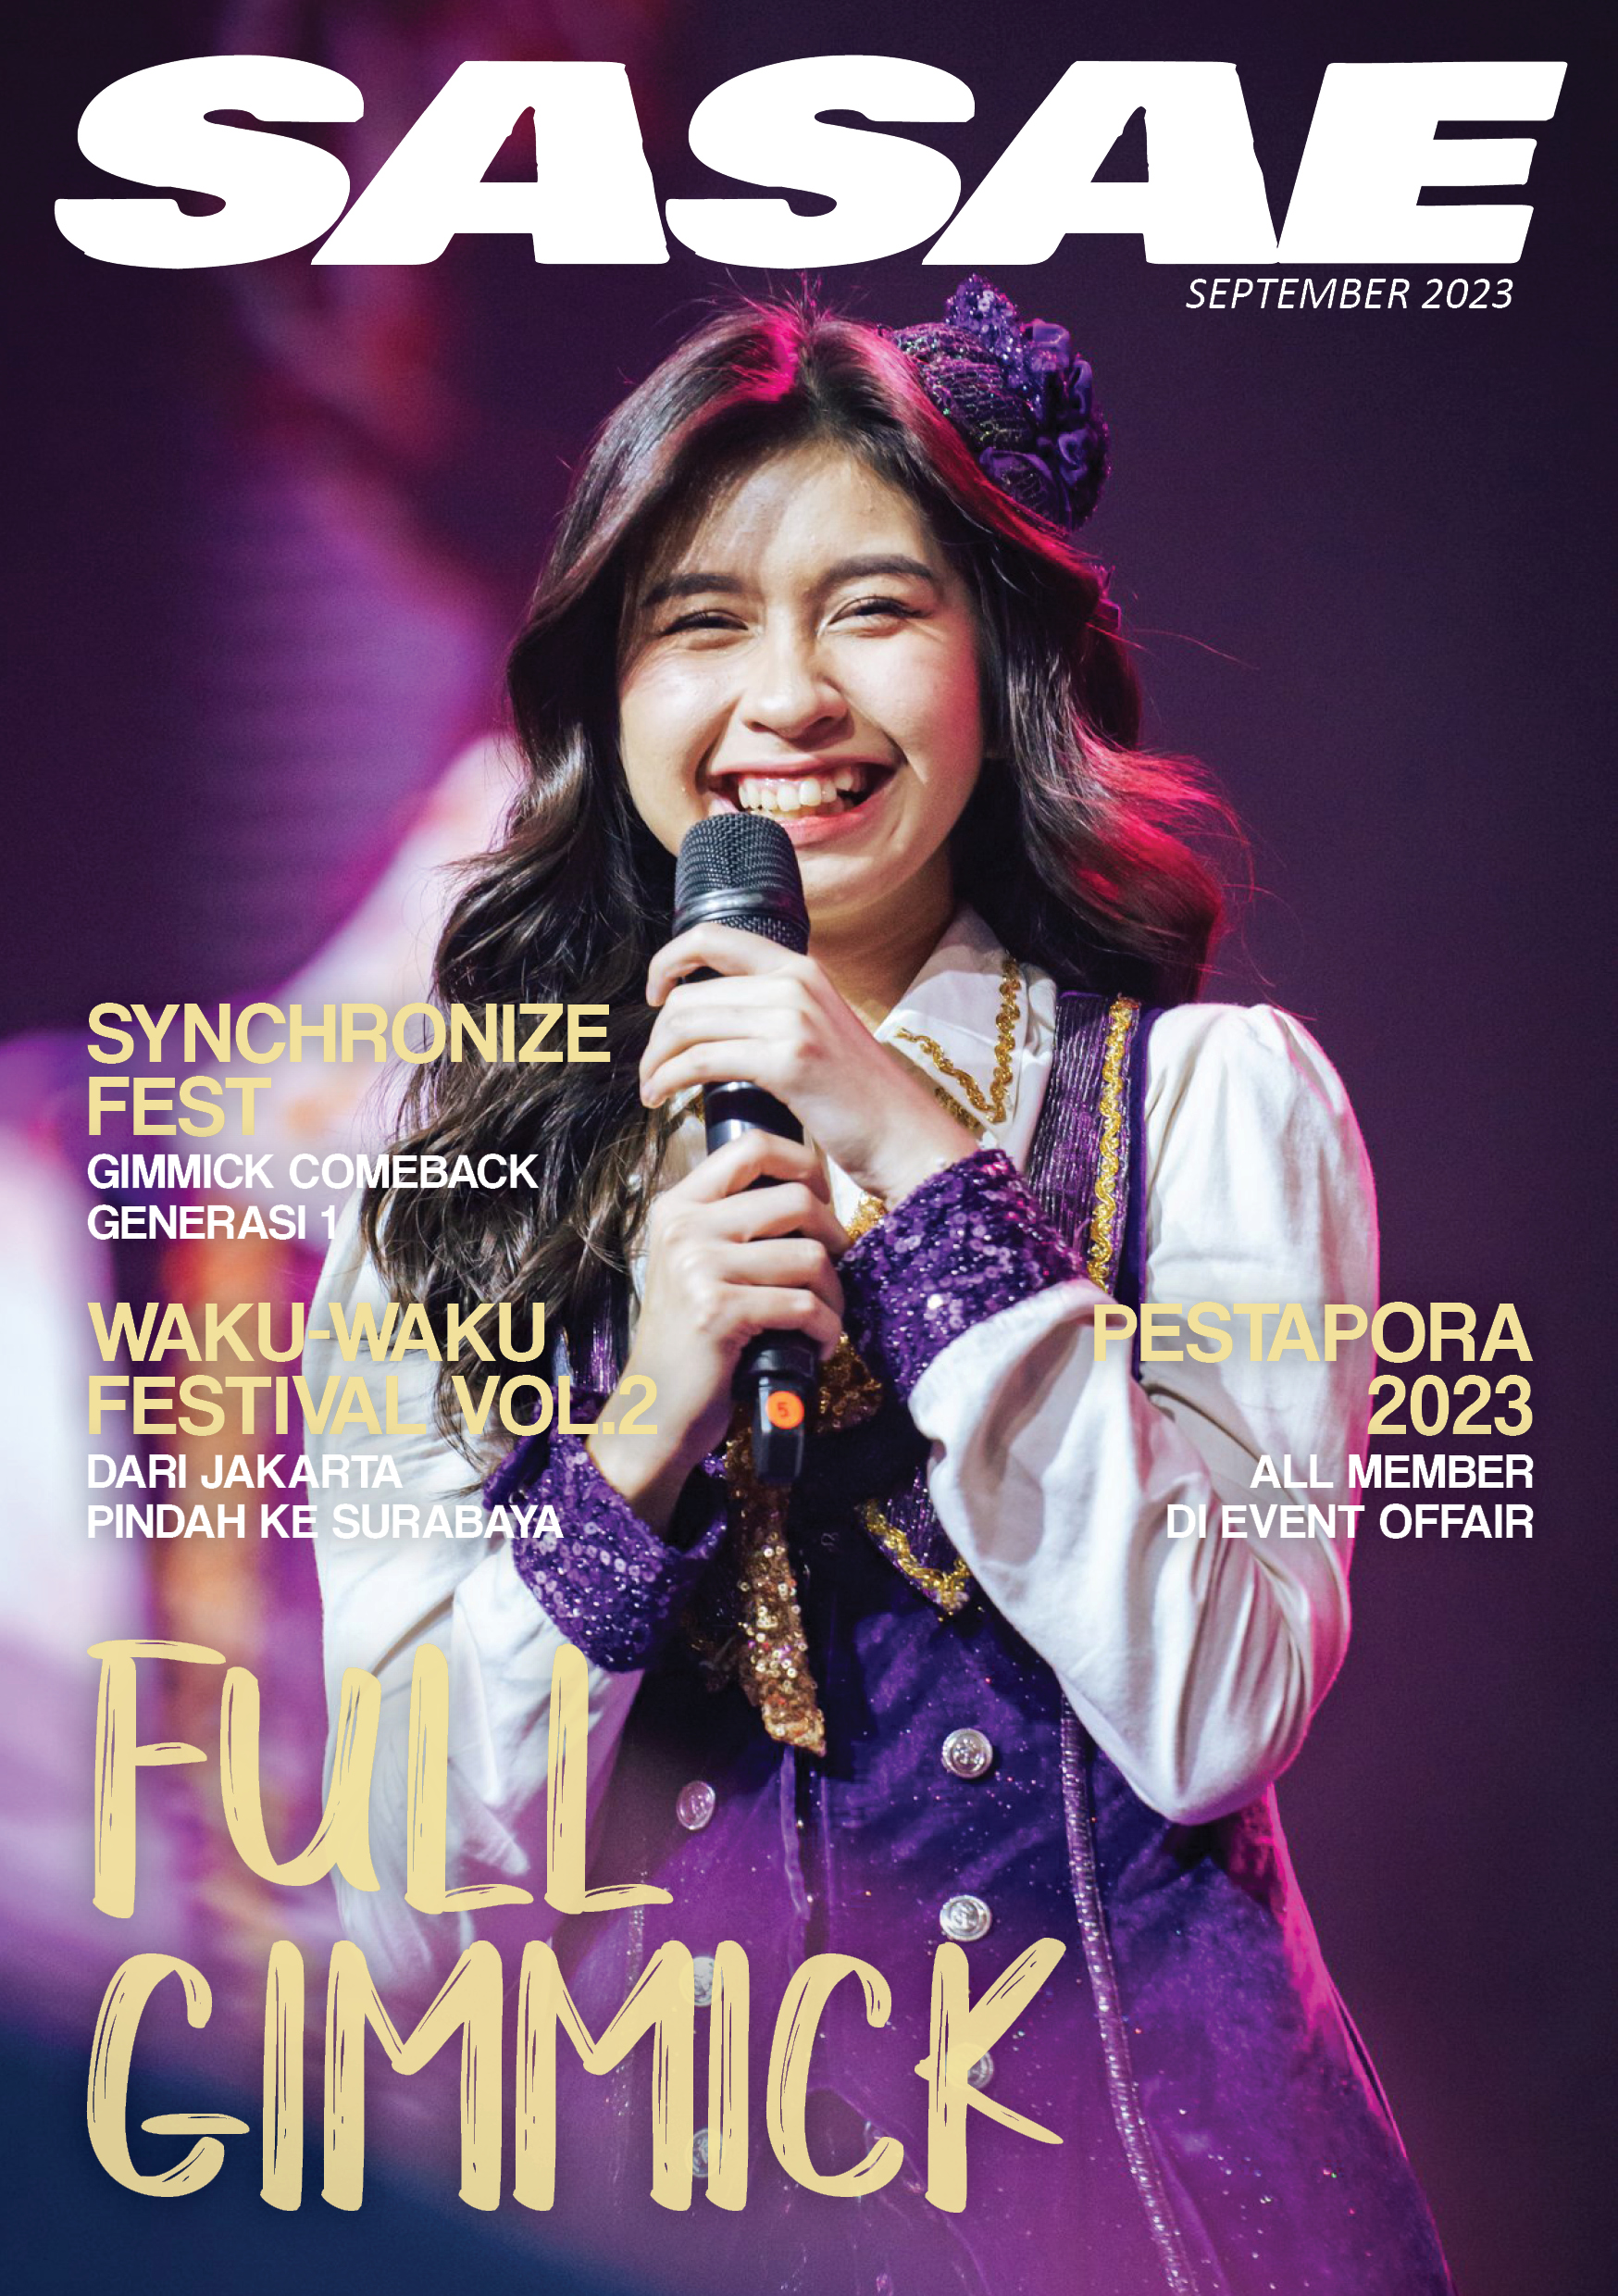 SASAE
SEPTEMBER 2023
SYNCHRONIZE
FEST
GIMMICK COMEBACK
GENERASI 1
WAKU-WAKU
FESTIVAL VOL.2
DARI JAKARTA
PINDAH KE SURABAYA
PESTAPORA
2023
ALL MEMBER
DI EVENT OFFAIR
5
FULL
GIMMICK